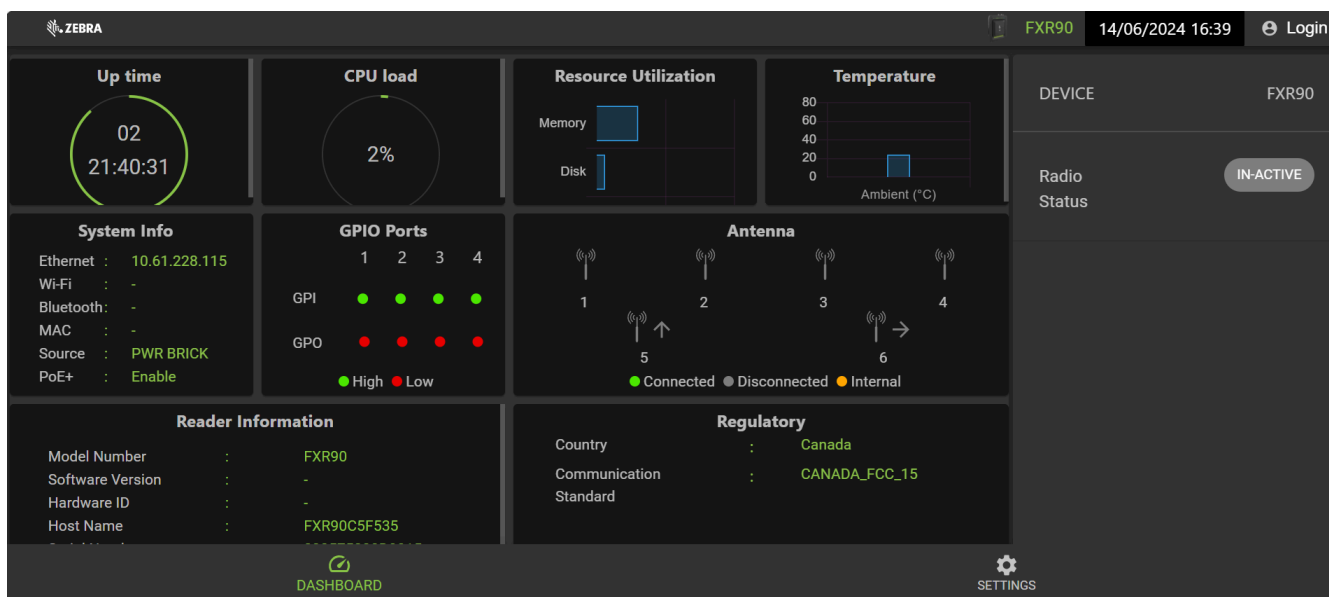 ZEBRA
FXR90
14/06/2024 16:39
Login
Up time
02
21:40:31
CPU load
2%
Resource Utilization
Memory
Disk
Temperature
80
60
40
20
0
Ambient (°C)
DEVICE FXR90
Radio
Status
IN-ACTIVE
System Info
Ethernet : 10.61.228.115
Wi-Fi : -
Bluetooth : -
MAC : -
Source : PWR BRICK
PoE+ : Enable
GPIO Ports
1 2 3 4
GPI
GPO
High Low
Antenna
1 2 3 4
5 6
Connected Disconnected Internal
Reader Information
Model Number : FXR90
Software Version : -
Hardware ID : -
Host Name : FXR90C5F535
Regulatory
Country : Canada
Communication : CANADA_FCC_15
Standard
DASHBOARD
SETTINGS